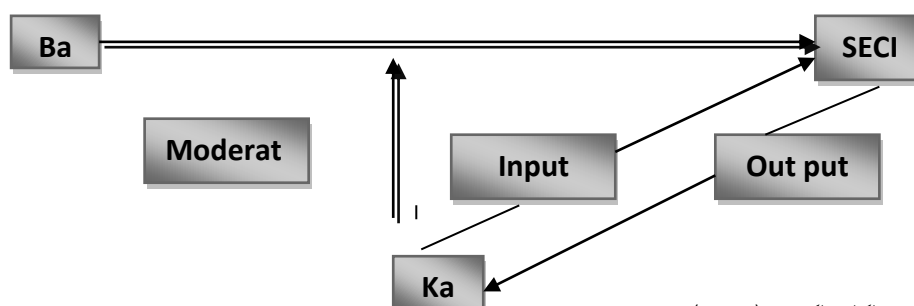 Ba
SECI
Moderat
Input
Out put
I
Ka